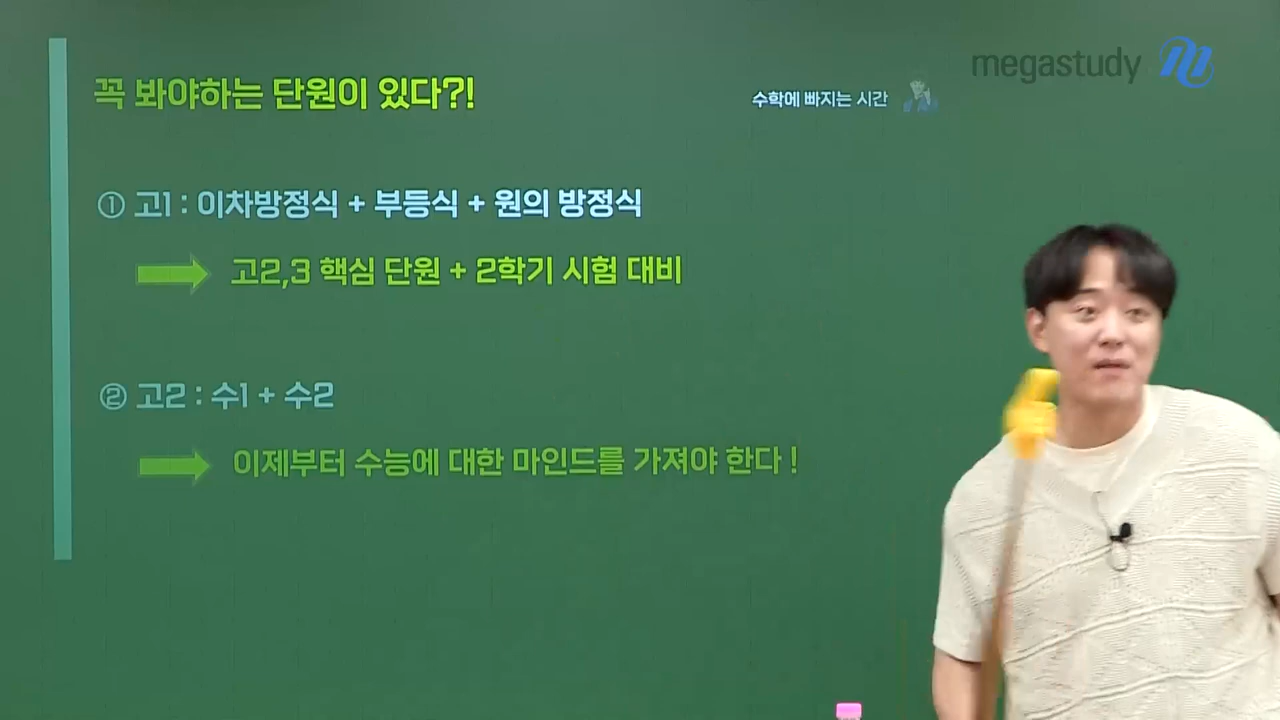 꼭 봐야하는 단원이 있다?!
수학에 빠지는 시간
megastudy
① 고1 : 이차방정식 + 부등식 + 원의 방정식
고2,3 핵심 단원 + 2학기 시험 대비
② 고2 : 수1 + 수2
이제부터 수능에 대한 마인드를 가져야 한다 !